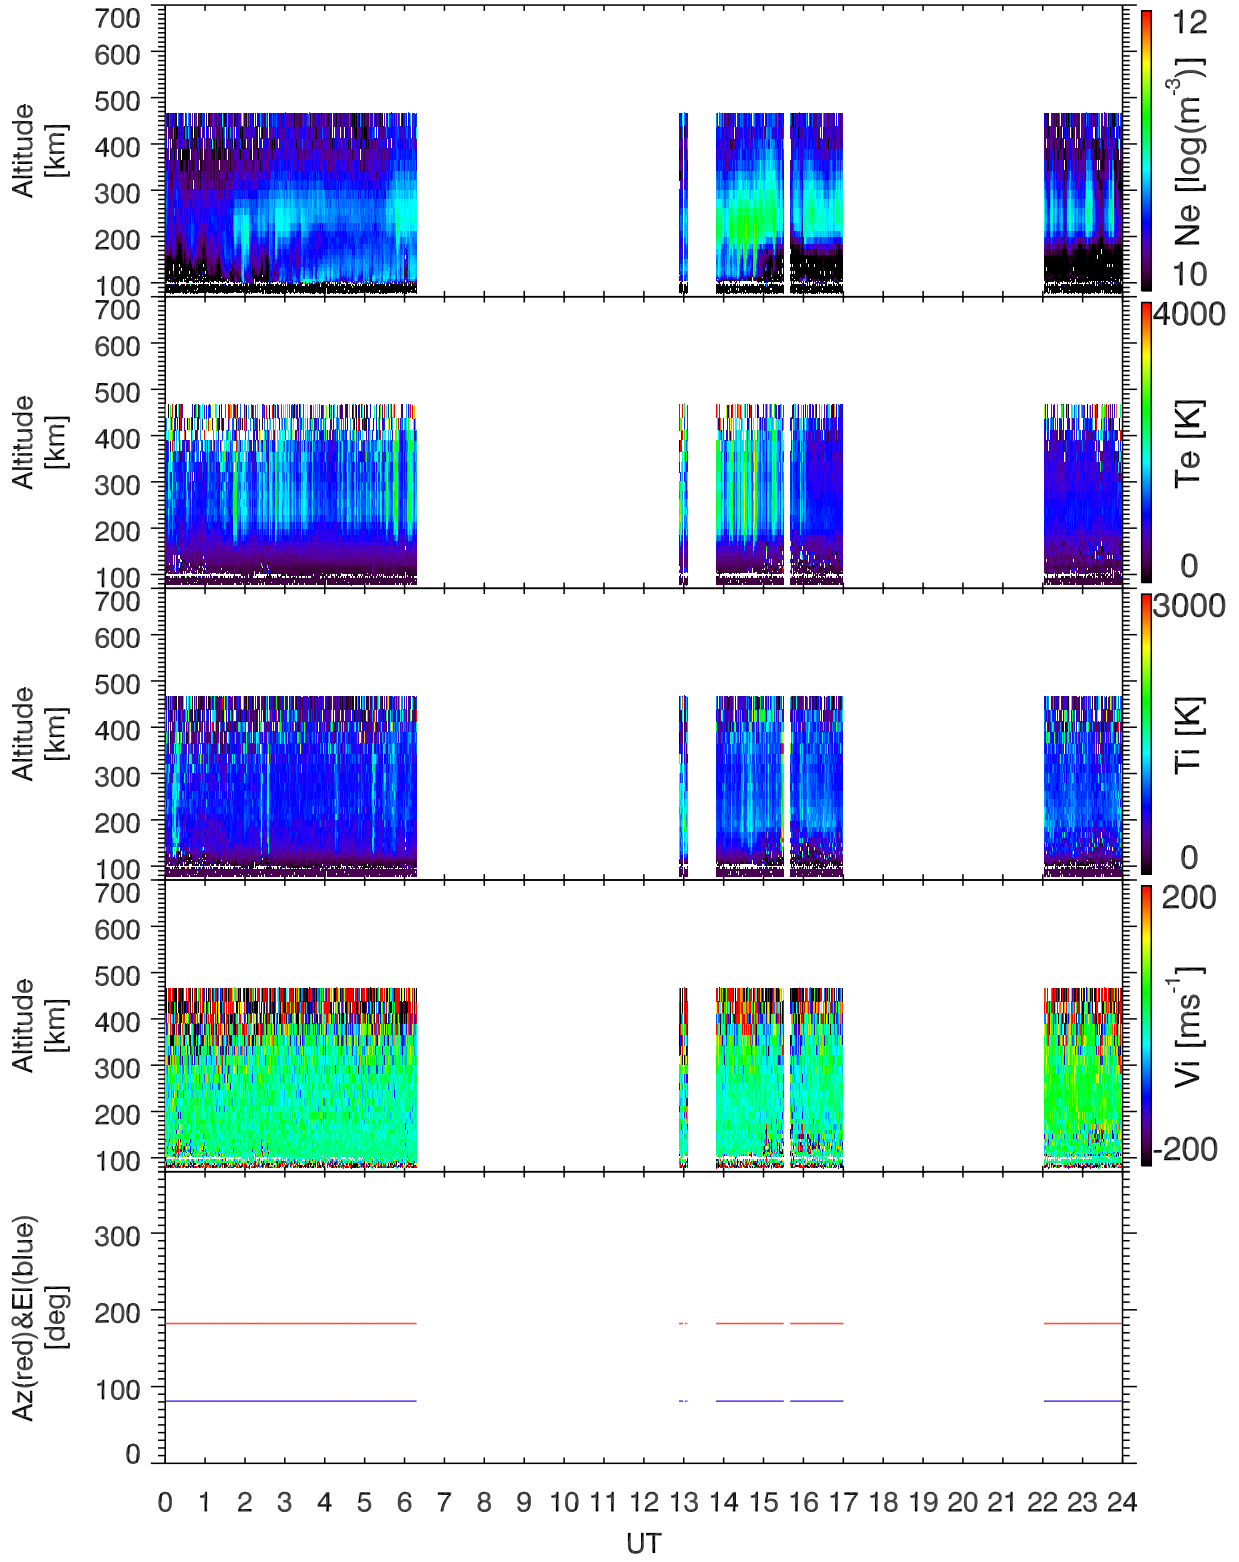 700
600
500
400
300
200
100
Altitude
[km]
12
10
Ne [log(m⁻³)]
700
600
500
400
300
200
100
Altitude
[km]
4000
0
Te [K]
700
600
500
400
300
200
100
Altitude
[km]
3000
0
Ti [K]
700
600
500
400
300
200
100
Altitude
[km]
200
-200
Vi [ms⁻¹]
300
200
100
0
Az(red)&El(blue)
[deg]
0 1 2 3 4 5 6 7 8 9 10 11 12 13 14 15 16 17 18 19 20 21 22 23 24
UT